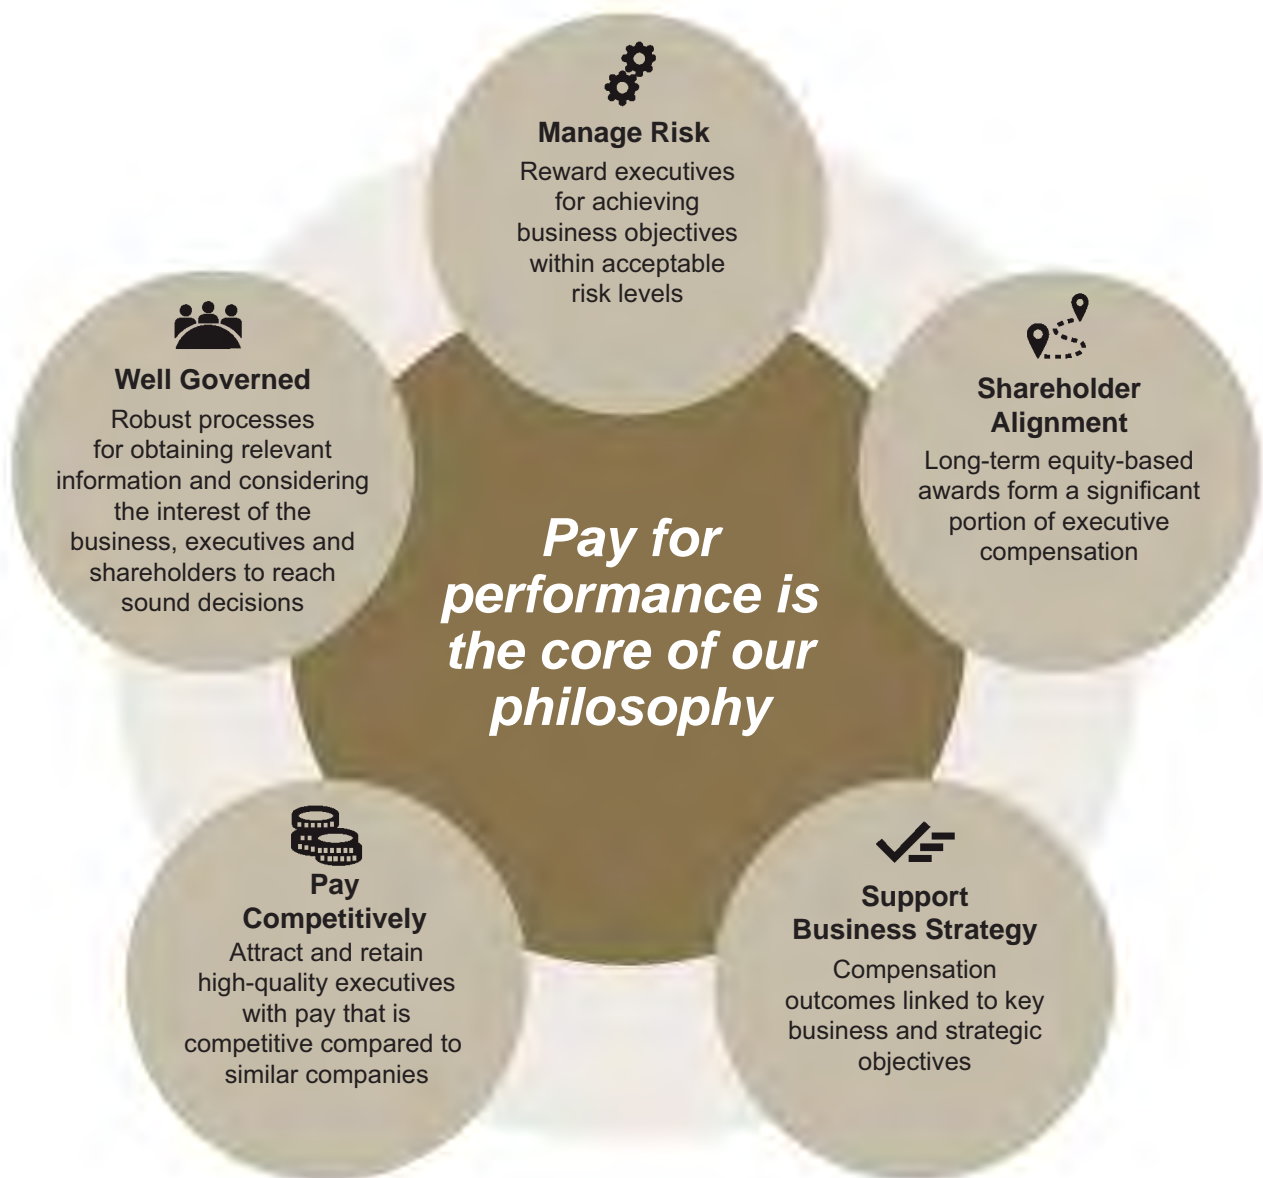 Manage Risk
Reward executives
for achieving
business objectives
within acceptable
risk levels
Shareholder
Alignment
Long-term equity-based
awards form a significant
portion of executive
compensation
Support
Business Strategy
Compensation
outcomes linked to key
business and strategic
objectives
Pay
Competitively
Attract and retain
high-quality executives
with pay that is
competitive compared to
similar companies
Well Governed
Robust processes
for obtaining relevant
information and considering
the interest of the
business, executives and
shareholders to reach
sound decisions
Pay for
performance is
the core of our
philosophy